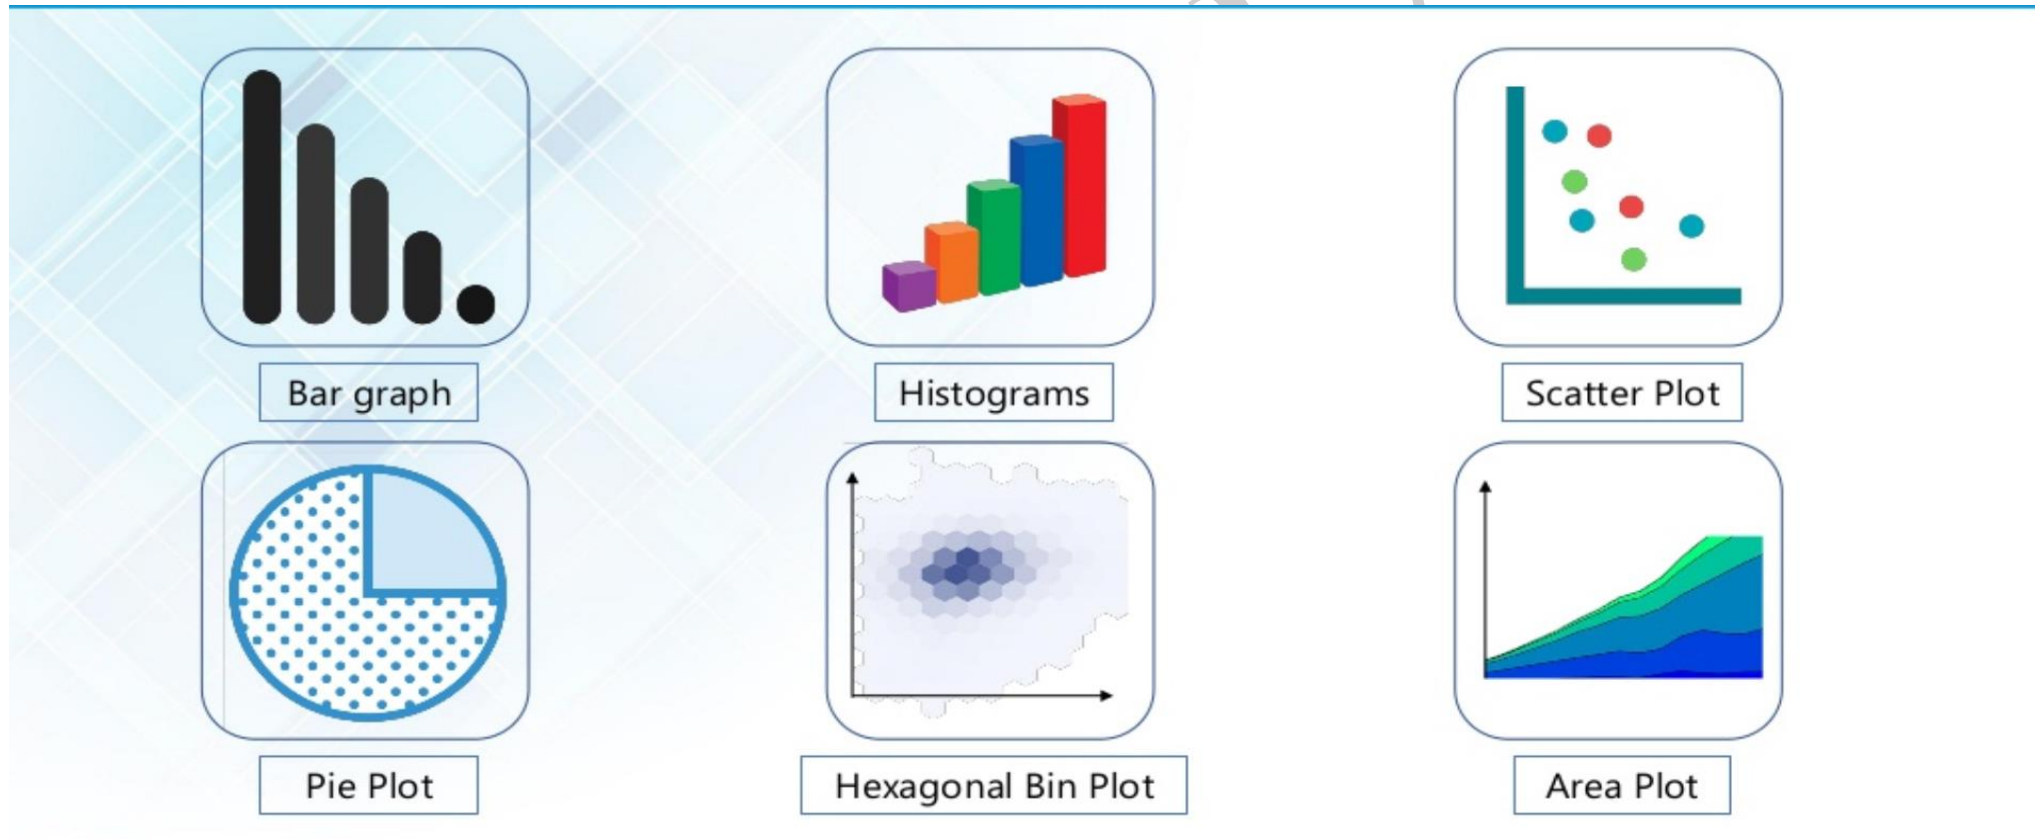 Bar graph
Histograms
Scatter Plot
Pie Plot
Hexagonal Bin Plot
Area Plot